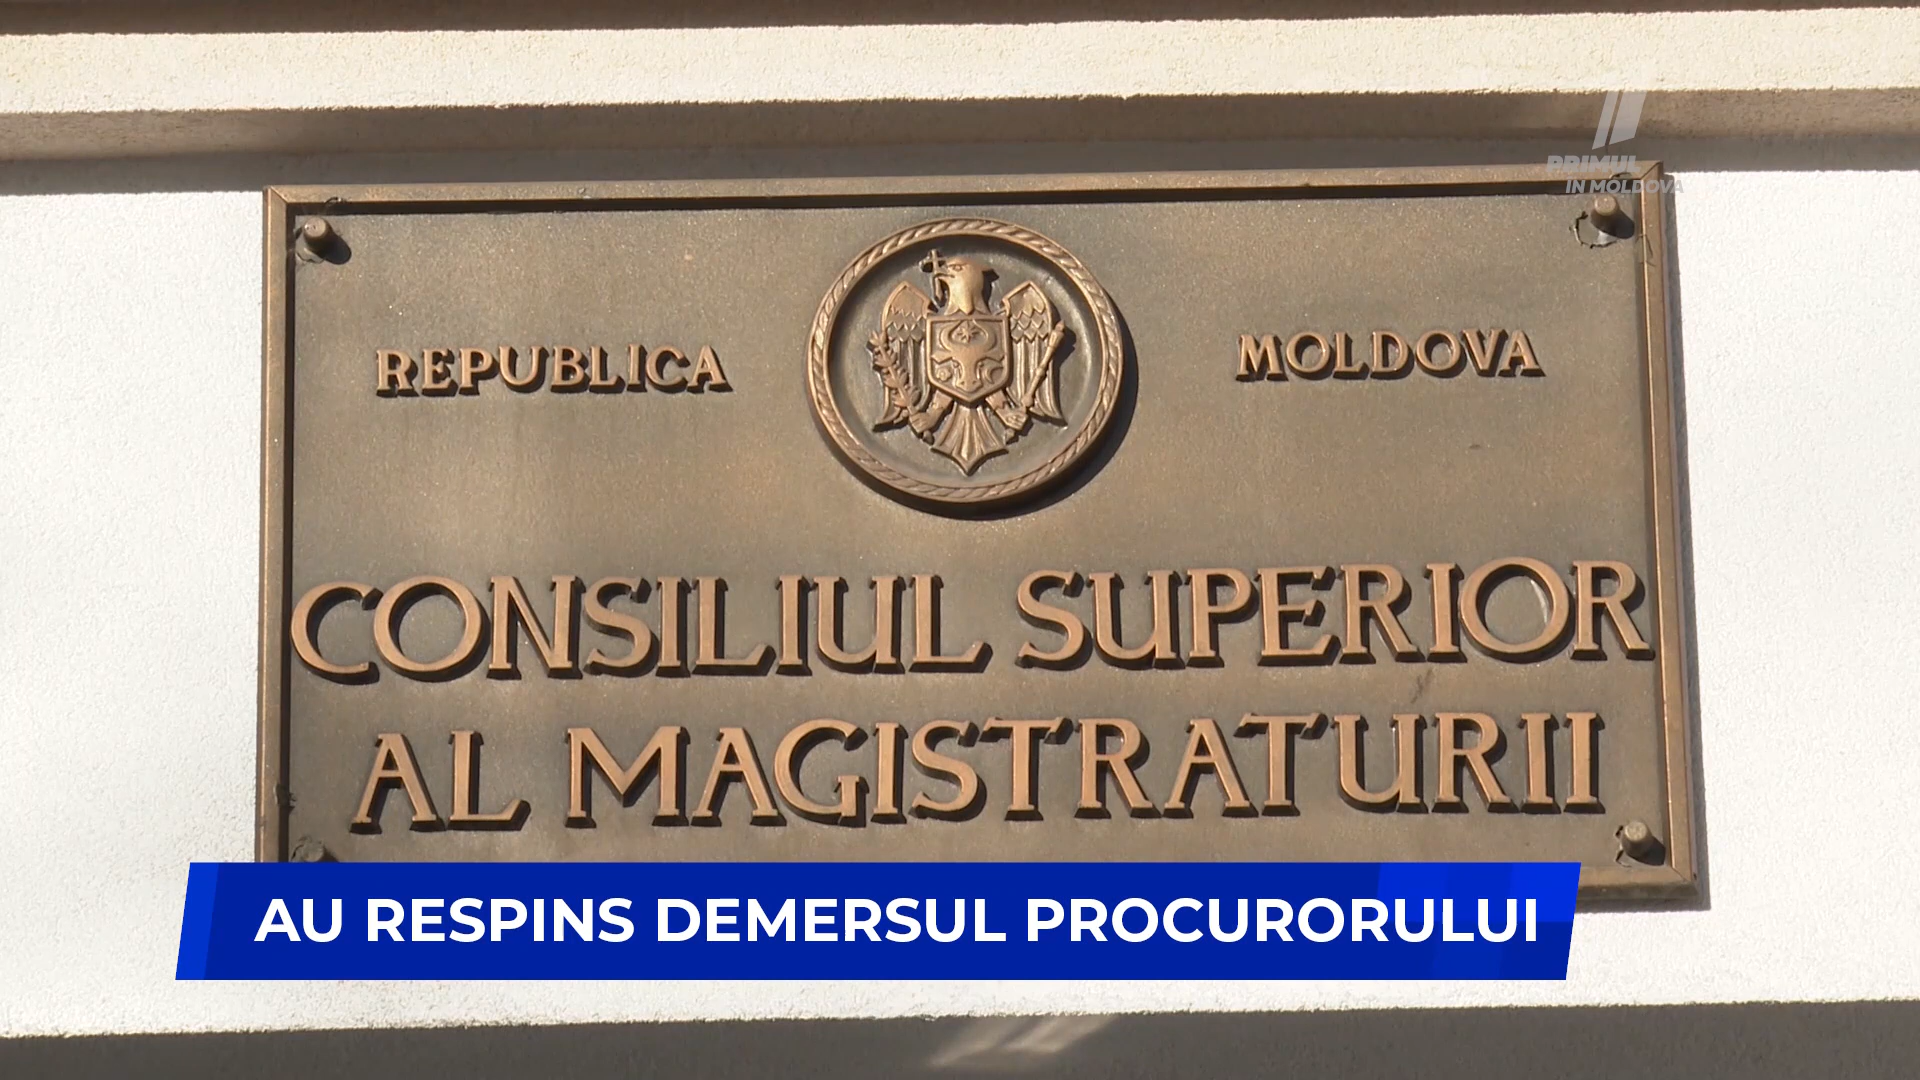 PRIMUL
IN MOLDOVA
REPUBLICA MOLDOVA
CONSILIUL SUPERIOR
AL MAGISTRATURII
AU RESPINS DEMERSUL PROCURORULUI